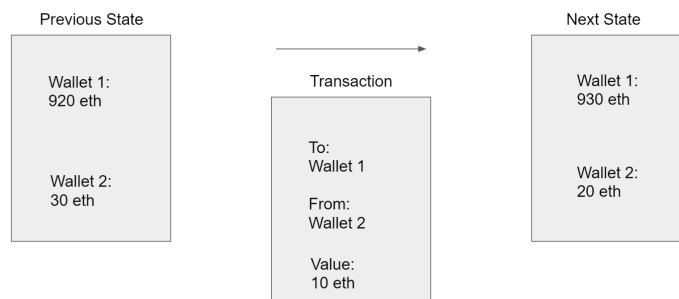 Previous State
Wallet 1:
920 eth
Wallet 2:
30 eth
Transaction
To:
Wallet 1
From:
Wallet 2
Value:
10 eth
Next State
Wallet 1:
930 eth
Wallet 2:
20 eth